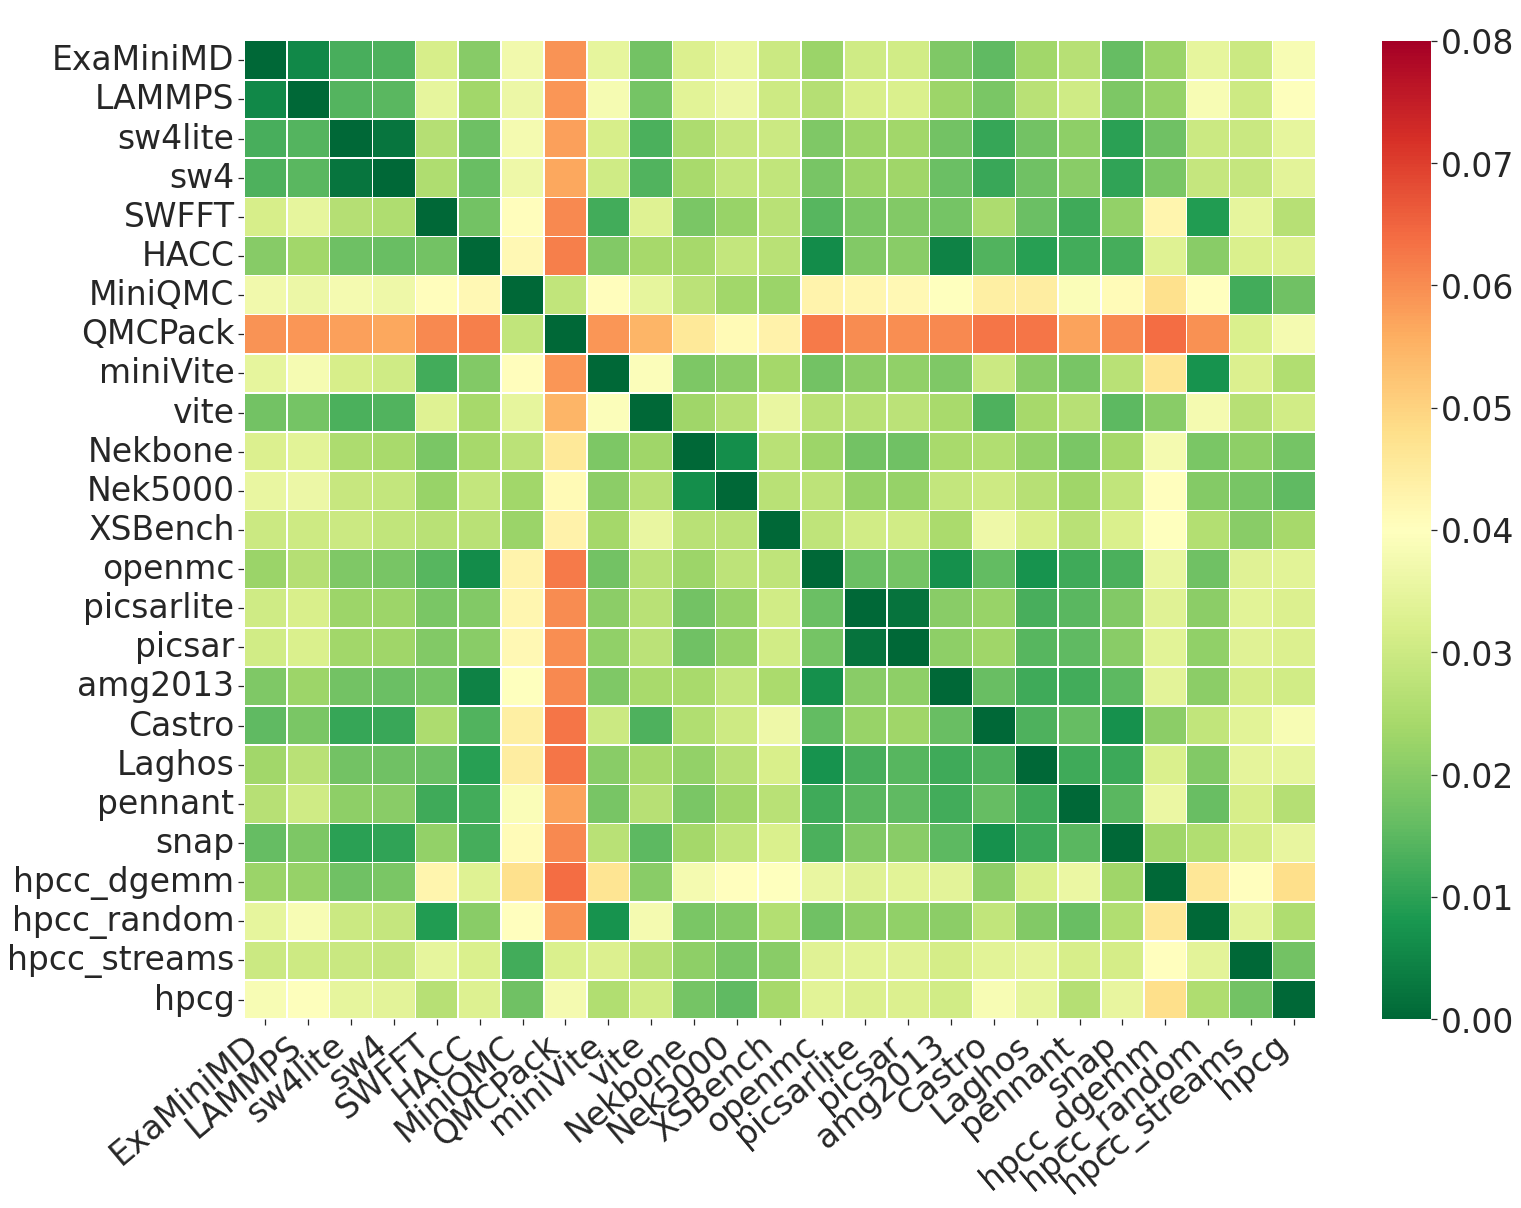 ExaMiniMD
LAMMPS
sw4lite
sw4
SWFFT
HACC
MiniQMC
QMCPack
miniVite
vite
Nekbone
Nek5000
XSBench
openmc
picsarlite
picsar
amg2013
Castro
Laghos
pennant
snap
hpcc_dgemm
hpcc_random
hpcc_streams
hpcg
ExaMiniMD
LAMMPS
sw4lite
sw4
SWFFT
HACC
MiniQMC
QMCPack
miniVite
vite
Nekbone
Nek5000
XSBench
openmc
picsarlite
picsar
amg2013
Castro
Laghos
pennant
snap
hpcc_dgemm
hpcc_random
hpcc_streams
hpcg
0.08
0.07
0.06
0.05
0.04
0.03
0.02
0.01
0.00